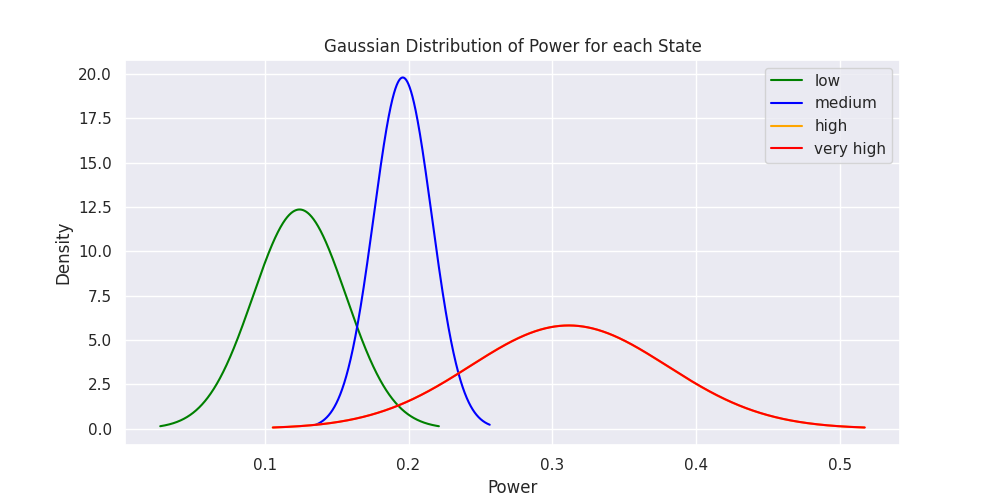 Gaussian Distribution of Power for each State
low
medium
high
very high
20.0
17.5
15.0
12.5
10.0
7.5
5.0
2.5
0.0
Density
0.1 0.2 0.3 0.4 0.5
Power